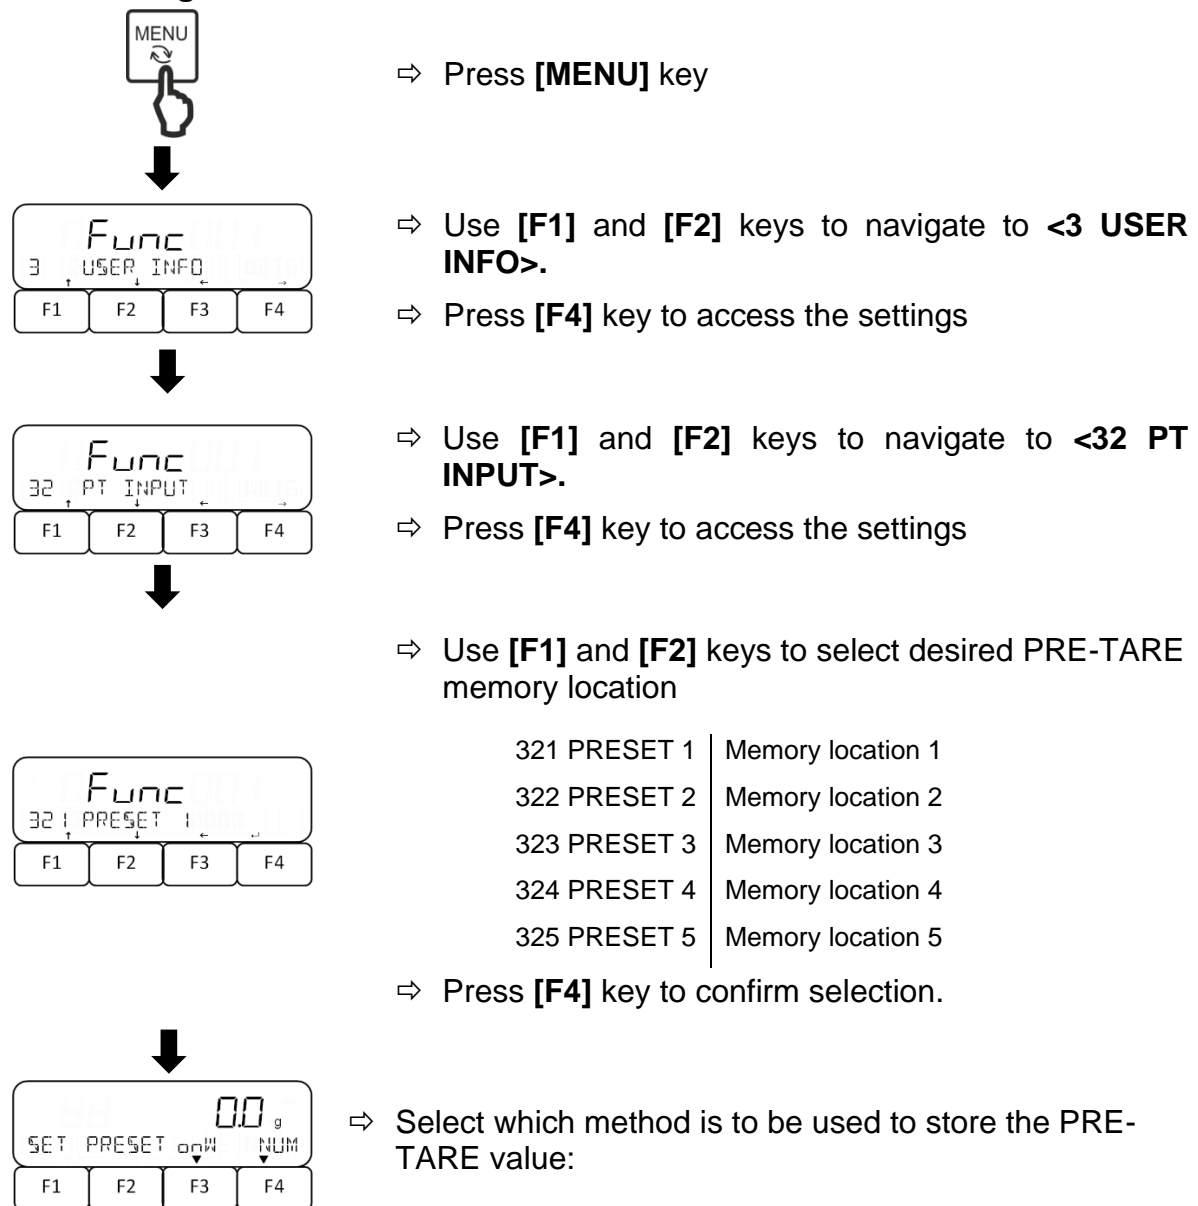 MENU
⇨ Press [MENU] key
Func
3 USER INFO
↑ ↓ ← →
F1 F2 F3 F4
⇨ Use [F1] and [F2] keys to navigate to <3 USER
INFO>.
⇨ Press [F4] key to access the settings
Func
32 PT INPUT
↑ ↓ ← →
F1 F2 F3 F4
⇨ Use [F1] and [F2] keys to navigate to <32 PT
INPUT>.
⇨ Press [F4] key to access the settings
⇨ Use [F1] and [F2] keys to select desired PRE-TARE
memory location
Func
321 PRESET 1
↑ ↓ ← ↵
F1 F2 F3 F4
321 PRESET 1 Memory location 1
322 PRESET 2 Memory location 2
323 PRESET 3 Memory location 3
324 PRESET 4 Memory location 4
325 PRESET 5 Memory location 5
⇨ Press [F4] key to confirm selection.
0.0 g
SET PRESET onW NUM
F1 F2 F3 F4
⇨ Select which method is to be used to store the PRE-
TARE value: